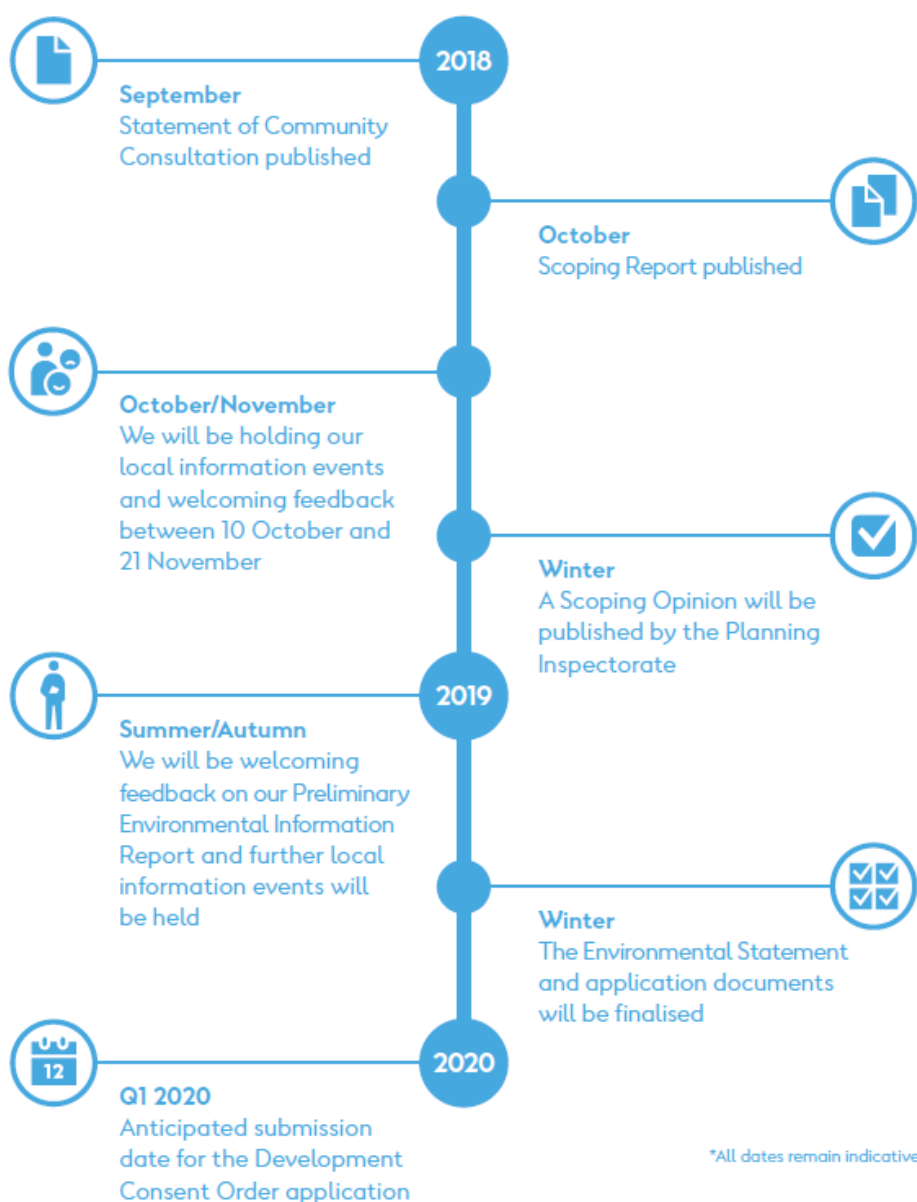 2018
September
Statement of Community
Consultation published
October
Scoping Report published
October/November
We will be holding our
local information events
and welcoming feedback
between 10 October and
21 November
Winter
A Scoping Opinion will be
published by the Planning
Inspectorate
2019
Summer/Autumn
We will be welcoming
feedback on our Preliminary
Environmental Information
Report and further local
information events will
be held
Winter
The Environmental Statement
and application documents
will be finalised
2020
12
Q1 2020
Anticipated submission
date for the Development
Consent Order application
*All dates remain indicative